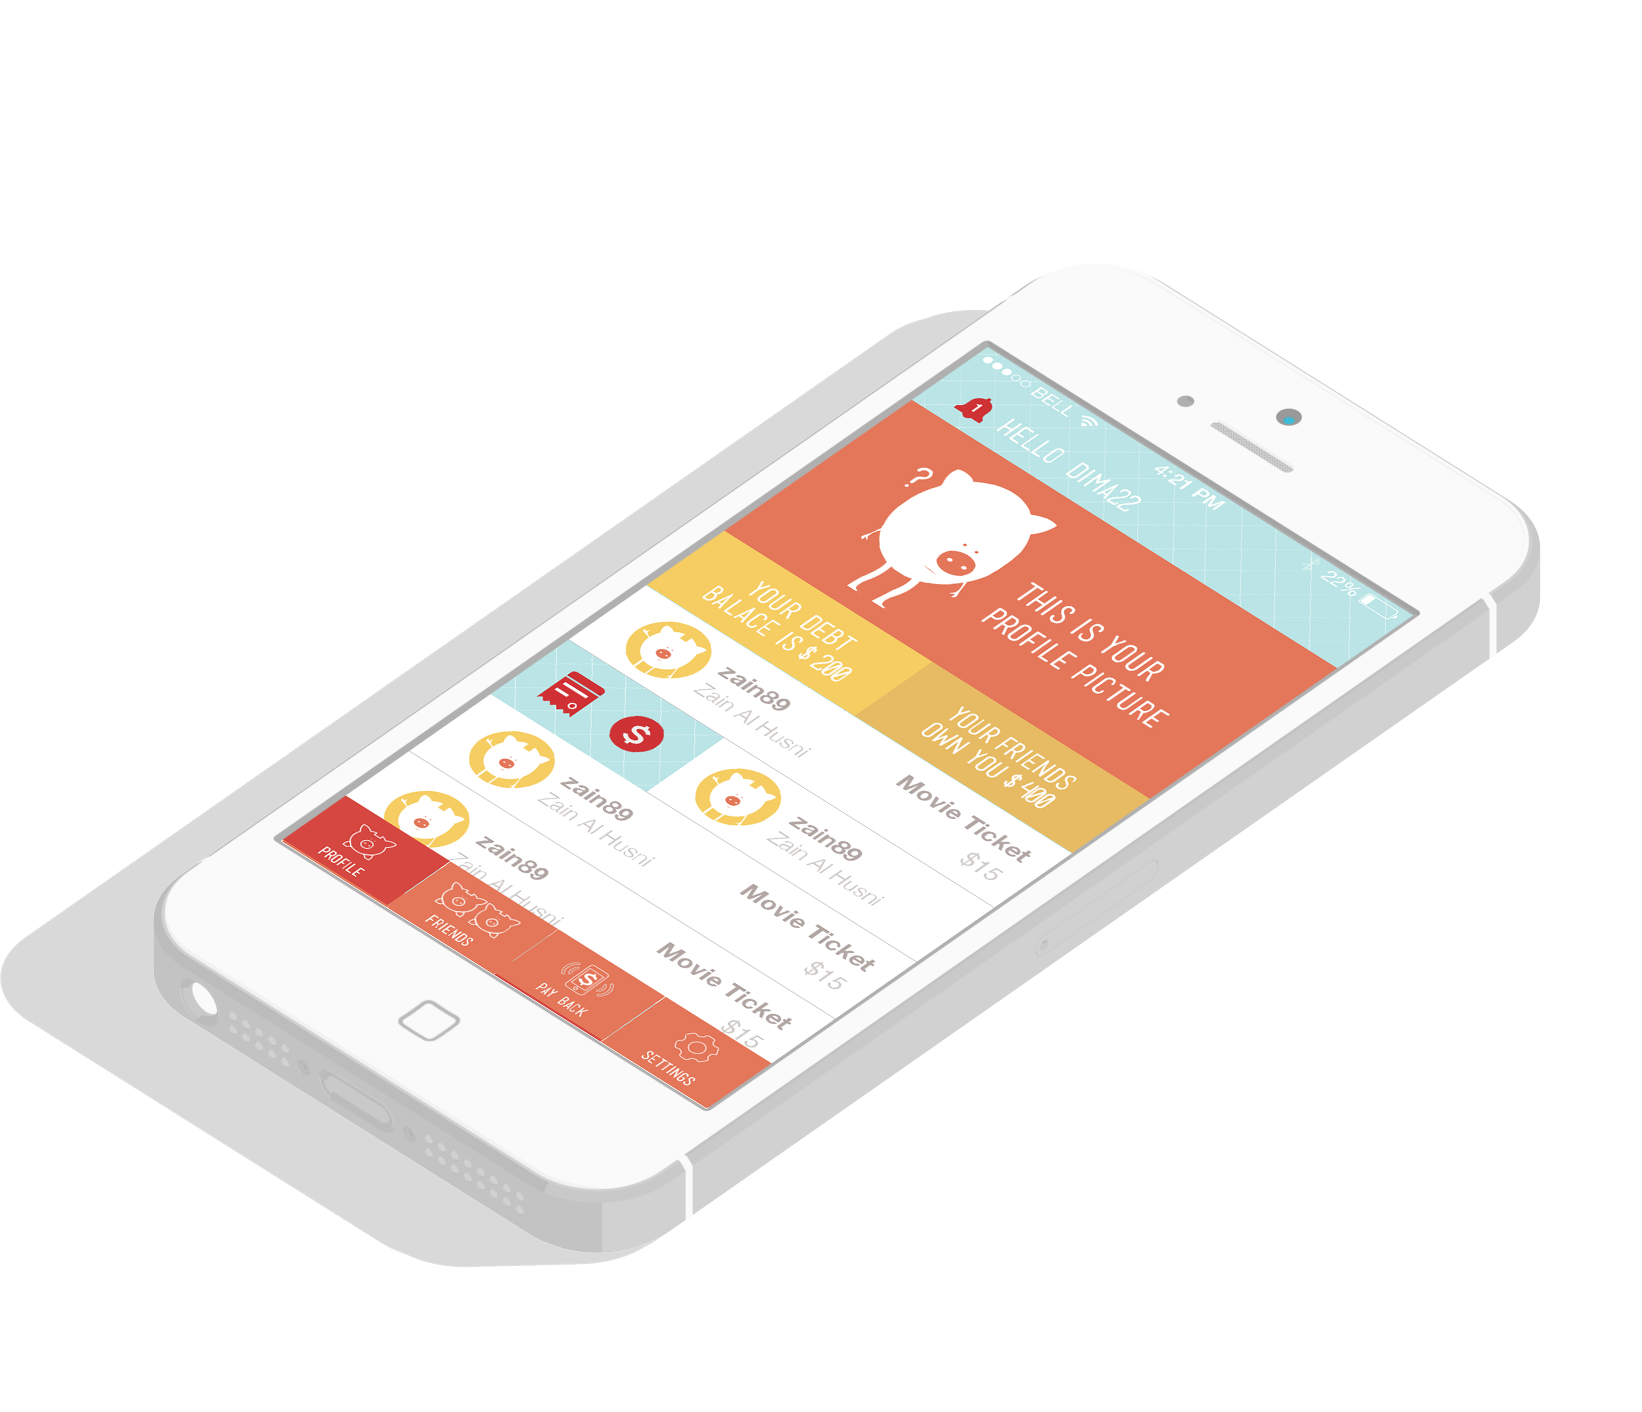 BELL 4:21 PM 22%
1 HELLO DIMA22
?
THIS IS YOUR
PROFILE PICTURE
YOUR DEBT
BALACE IS $ 200
YOUR FRIENDS
OWN YOU $ 400
zain89
Zain Al Husni
Movie Ticket
$15
$
zain89
Zain Al Husni
Movie Ticket
$15
zain89
Zain Al Husni
Movie Ticket
$15
zain89
Zain Al Husni
PROFILE
FRIENDS
$
PAY BACK
SETTINGS